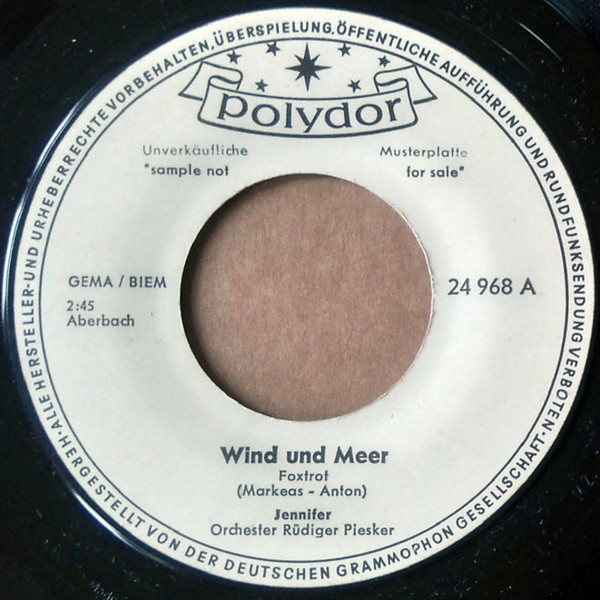 ALLE HERSTELLER-UND URHEBERRECHTE VORBEHALTEN, ÜBERSPIELUNG, ÖFFENTLICHE AUFFÜHRUNG UND RUNDFUNKSENDUNG VERBOTEN·
polydor
Unverkäufliche Musterplatte
"sample not for sale"
GEMA / BIEM
24 968 A
2:45
Aberbach
Wind und Meer
Foxtrot
(Markeas - Anton)
Jennifer
Orchester Rüdiger Piesker
·HERGESTELLT VON DER DEUTSCHEN GRAMMOPHON GESELLSCHAFT·